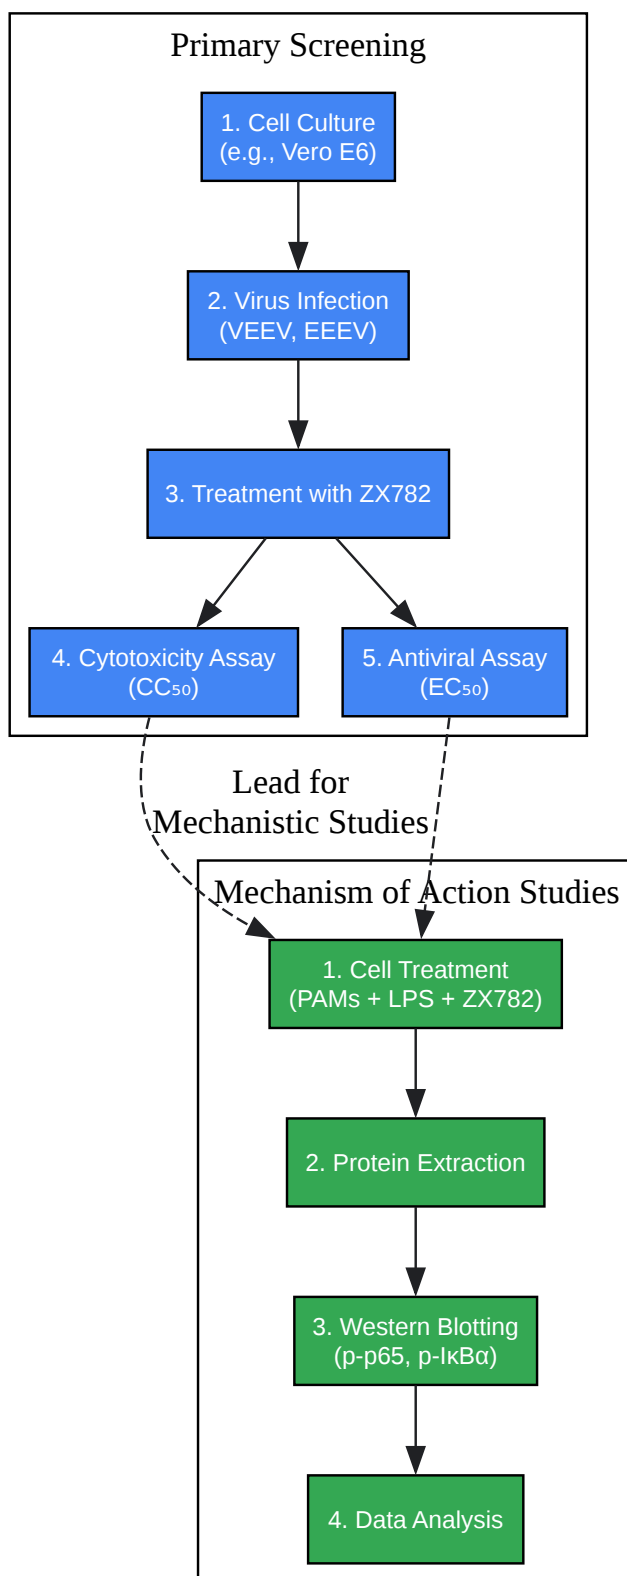 Primary Screening
1. Cell Culture
(e.g., Vero E6)
2. Virus Infection
(VEEV, EEEV)
3. Treatment with ZX782
4. Cytotoxicity Assay
(CC₅₀)
5. Antiviral Assay
(EC₅₀)
Lead for
Mechanistic Studies
Mechanism of Action Studies
1. Cell Treatment
(PAMs + LPS + ZX782)
2. Protein Extraction
3. Western Blotting
(p-p65, p-IκBα)
4. Data Analysis